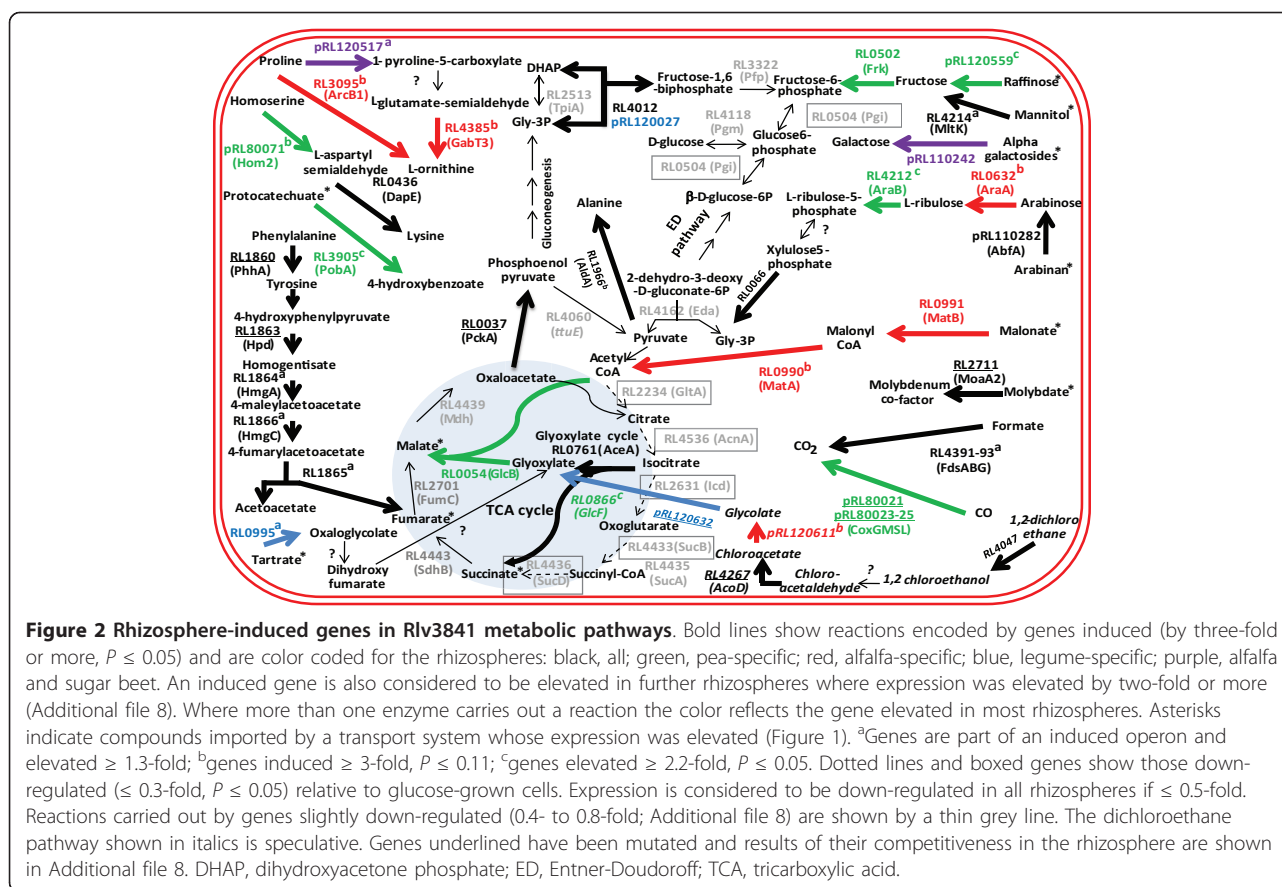 pRL120517a
Proline
1- pyroline-5-carboxylate
?
RL3095b
(ArcB1)
L-glutamate-semialdehyde
Homoserine
RL4385b
(GabT3)
pRL80071b
(Hom2)
L-aspartyl
semialdehyde
L-ornithine
RL0436
(DapE)
Protocatechuate*
Lysine
Phenylalanine
RL1860
(PhhA)
RL3905c
(PobA)
Tyrosine
4-hydroxybenzoate
4-hydroxyphenylpyruvate
RL1863
(Hpd)
Homogentisate
RL1864a
(HmgA)
4-maleylacetoacetate
RL1866a
(HmgC)
4-fumarylacetoacetate
RL1865a
Acetoacetate
Fumarate*
RL0995a
Oxaloglycolate
Tartrate*
?
Dihydroxy
fumarate
?
DHAP
RL2513
(TpiA)
Gly-3P
RL4012
pRL120027
Fructose-1,6
-biphosphate
RL3322
(Pfp)
Fructose-6-
phosphate
RL0502
(Frk)
Fructose
pRL120559c
Raffinose*
RL4214a
(MltK)
Mannitol*
RL4118
(Pgm)
D-glucose
Glucose6-
phosphate
RL0504 (Pgi)
RL0504 (Pgi)
Galactose
pRL110242
Alpha
galactosides*
β-D-glucose-6P
ED
pathway
RL4212c
(AraB)
L-ribulose-5-
phosphate
L-ribulose
RL0632b
(AraA)
Arabinose
?
Xylulose5-
phosphate
pRL110282
(AbfA)
Arabinan*
RL0066
Gluconeogenesis
Alanine
RL1966b
(AldA)
Phosphoenol
pyruvate
2-dehydro-3-deoxy
-D-gluconate-6P
RL4162 (Eda)
RL4060
(ttuE)
Pyruvate
Gly-3P
RL0037
(PckA)
Acetyl
CoA
RL0990b
(MatA)
Malonyl
CoA
RL0991
(MatB)
Malonate*
RL2711
(MoaA2)
Molybdenum
co-factor
Molybdate*
Oxaloacetate
RL2234 (GltA)
RL4439
(Mdh)
Citrate
Malate*
Glyoxylate cycle
RL0761(AceA)
RL4536 (AcnA)
RL0054(GlcB)
Glyoxylate
Isocitrate
RL2631 (Icd)
RL2701
(FumC)
TCA cycle
RL0866c
(GlcF)
pRL120632
Glycolate
Oxoglutarate
RL4443
(SdhB)
Succinate*
RL4436
(SucD)
RL4433(SucB)
RL4435
(SucA)
Succinyl-CoA
CO2
Formate
RL4391-93a
(FdsABG)
pRL80021
pRL80023-25
(CoxGMSL)
CO
pRL120611b
Chloroacetate
RL4267
(AcoD)
Chloro-
acetaldehyde
?
1,2 chloroethanol
RL4047
1,2-dichloro
ethane
Figure 2 Rhizosphere-induced genes in Rlv3841 metabolic pathways. Bold lines show reactions encoded by genes induced (by three-fold
or more, P ≤ 0.05) and are color coded for the rhizospheres: black, all; green, pea-specific; red, alfalfa-specific; blue, legume-specific; purple, alfalfa
and sugar beet. An induced gene is also considered to be elevated in further rhizospheres where expression was elevated by two-fold or more
(Additional file 8). Where more than one enzyme carries out a reaction the color reflects the gene elevated in most rhizospheres. Asterisks
indicate compounds imported by a transport system whose expression was elevated (Figure 1). aGenes are part of an induced operon and
elevated ≥ 1.3-fold; bgenes induced ≥ 3-fold, P ≤ 0.11; cgenes elevated ≥ 2.2-fold, P ≤ 0.05. Dotted lines and boxed genes show those down-
regulated (≤ 0.3-fold, P ≤ 0.05) relative to glucose-grown cells. Expression is considered to be down-regulated in all rhizospheres if ≤ 0.5-fold.
Reactions carried out by genes slightly down-regulated (0.4- to 0.8-fold; Additional file 8) are shown by a thin grey line. The dichloroethane
pathway shown in italics is speculative. Genes underlined have been mutated and results of their competitiveness in the rhizosphere are shown
in Additional file 8. DHAP, dihydroxyacetone phosphate; ED, Entner-Doudoroff; TCA, tricarboxylic acid.